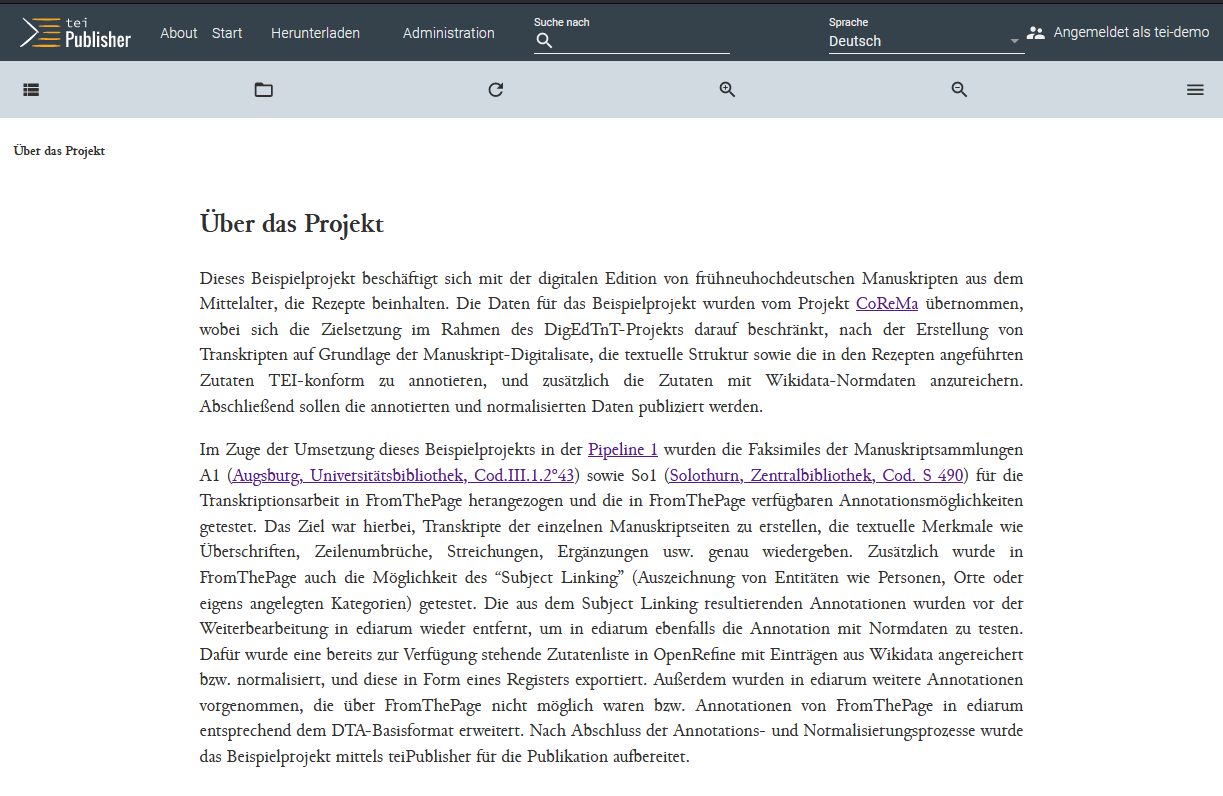 tei
Publisher
About Start Herunterladen Administration
Suche nach
Sprache
Deutsch
Angemeldet als tei-demo
Über das Projekt
Über das Projekt
Dieses Beispielprojekt beschäftigt sich mit der digitalen Edition von frühneuhochdeutschen Manuskripten aus dem
Mittelalter, die Rezepte beinhalten. Die Daten für das Beispielprojekt wurden vom Projekt CoReMa übernommen,
wobei sich die Zielsetzung im Rahmen des DigEdTnT-Projekts darauf beschränkt, nach der Erstellung von
Transkripten auf Grundlage der Manuskript-Digitalisate, die textuelle Struktur sowie die in den Rezepten angeführten
Zutaten TEI-konform zu annotieren, und zusätzlich die Zutaten mit Wikidata-Normdaten anzureichern.
Abschließend sollen die annotierten und normalisierten Daten publiziert werden.
Im Zuge der Umsetzung dieses Beispielprojekts in der Pipeline 1 wurden die Faksimiles der Manuskriptsammlungen
A1 (Augsburg, Universitätsbibliothek, Cod.III.1.2°43) sowie So1 (Solothurn, Zentralbibliothek, Cod. S 490) für die
Transkriptionsarbeit in FromThePage herangezogen und die in FromThePage verfügbaren Annotationsmöglichkeiten
getestet. Das Ziel war hierbei, Transkripte der einzelnen Manuskriptseiten zu erstellen, die textuelle Merkmale wie
Überschriften, Zeilenumbrüche, Streichungen, Ergänzungen usw. genau wiedergeben. Zusätzlich wurde in
FromThePage auch die Möglichkeit des “Subject Linking” (Auszeichnung von Entitäten wie Personen, Orte oder
eigens angelegten Kategorien) getestet. Die aus dem Subject Linking resultierenden Annotationen wurden vor der
Weiterbearbeitung in ediarum wieder entfernt, um in ediarum ebenfalls die Annotation mit Normdaten zu testen.
Dafür wurde eine bereits zur Verfügung stehende Zutatenliste in OpenRefine mit Einträgen aus Wikidata angereichert
bzw. normalisiert, und diese in Form eines Registers exportiert. Außerdem wurden in ediarum weitere Annotationen
vorgenommen, die über FromThePage nicht möglich waren bzw. Annotationen von FromThePage in ediarum
entsprechend dem DTA-Basisformat erweitert. Nach Abschluss der Annotations- und Normalisierungsprozesse wurde
das Beispielprojekt mittels teiPublisher für die Publikation aufbereitet.